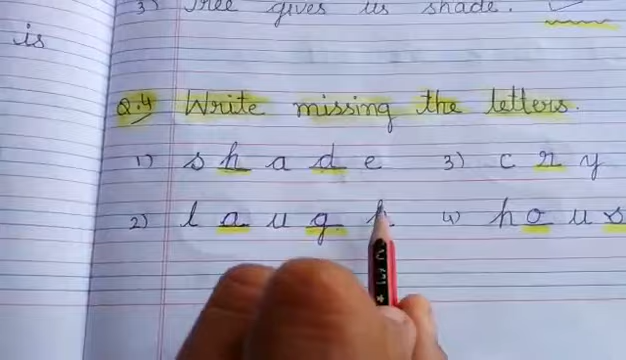 3) Tree gives us shade.
is
Q.4 Write missing the letters.
1) s h a d e 3) c r y
2) l a u g h 4) h o u s